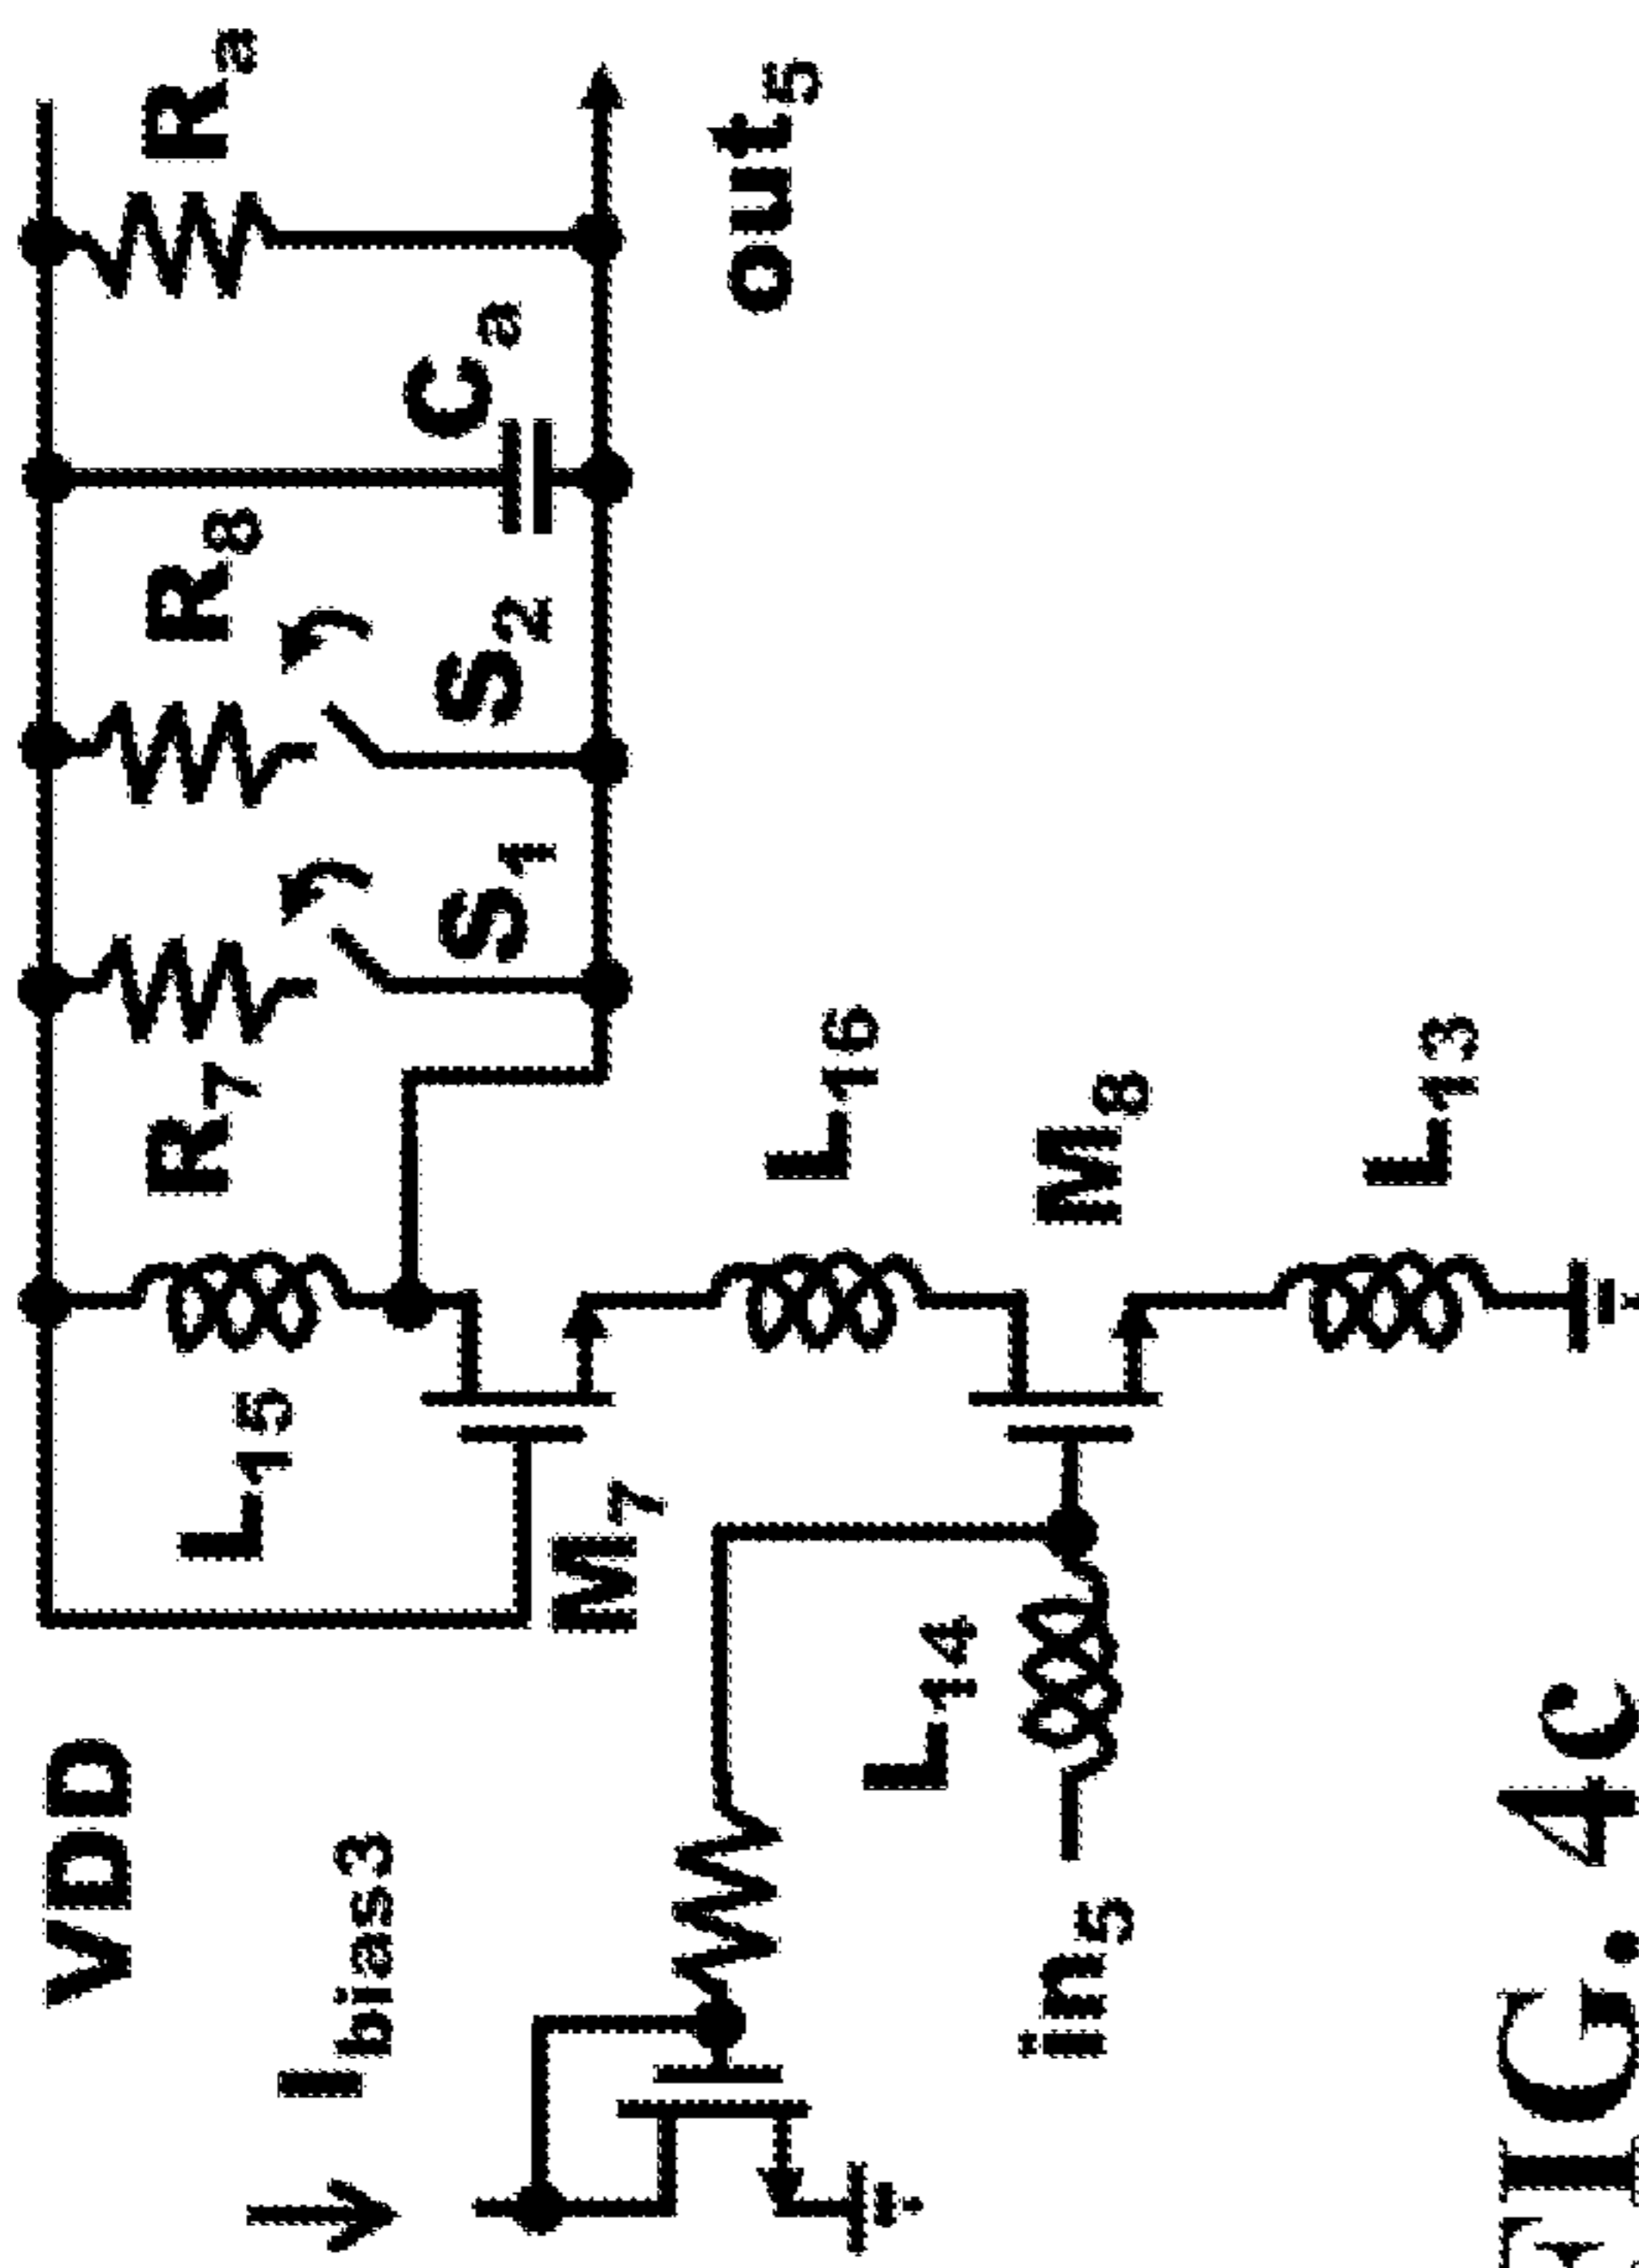 VDD
R7
R8
Ra
L15
Ibias3
Ca
S1
S2
M7
out5
L16
L14
in5
M8
L13
FIG. 4C